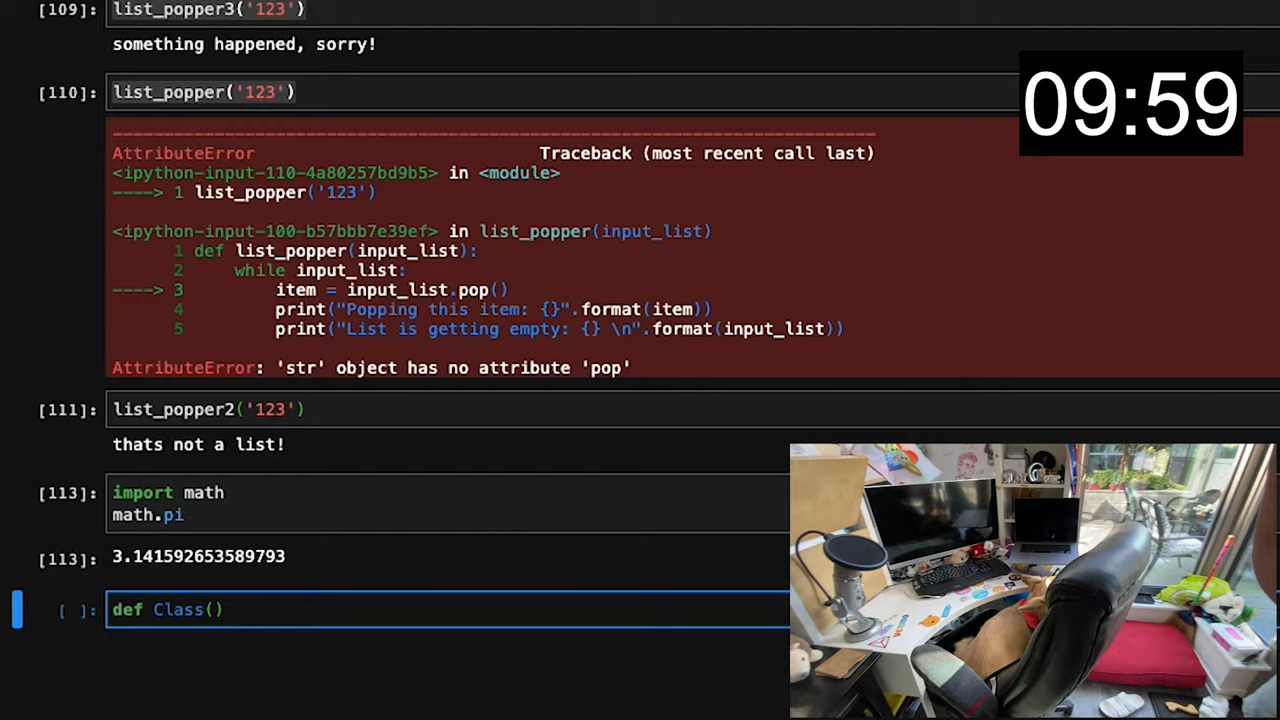 [109]: list_popper3('123')
something happened, sorry!
09:59
[110]: list_popper('123')
AttributeError Traceback (most recent call last)
<ipython-input-110-4a80257bd9b5> in <module>
----> 1 list_popper('123')
<ipython-input-100-b57bbb7e39ef> in list_popper(input_list)
1 def list_popper(input_list):
2 while input_list:
----> 3 item = input_list.pop()
4 print("Popping this item: {}".format(item))
5 print("List is getting empty: {} \n".format(input_list))
AttributeError: 'str' object has no attribute 'pop'
[111]: list_popper2('123')
thats not a list!
[113]: import math
math.pi
[113]: 3.141592653589793
[ ]: def Class()